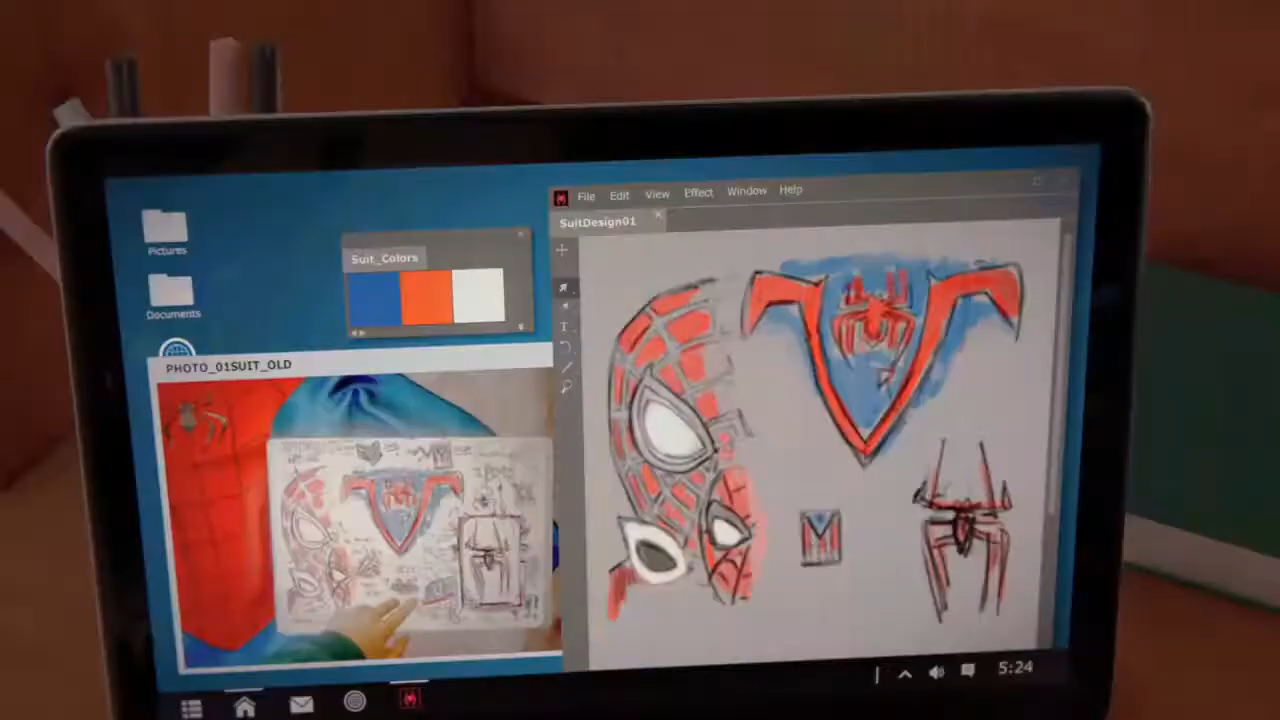 File Edit View Effect Window Help
SuitDesign01
Pictures
Suit_Colors
Documents
PHOTO_01SUIT_OLD
T
5:24